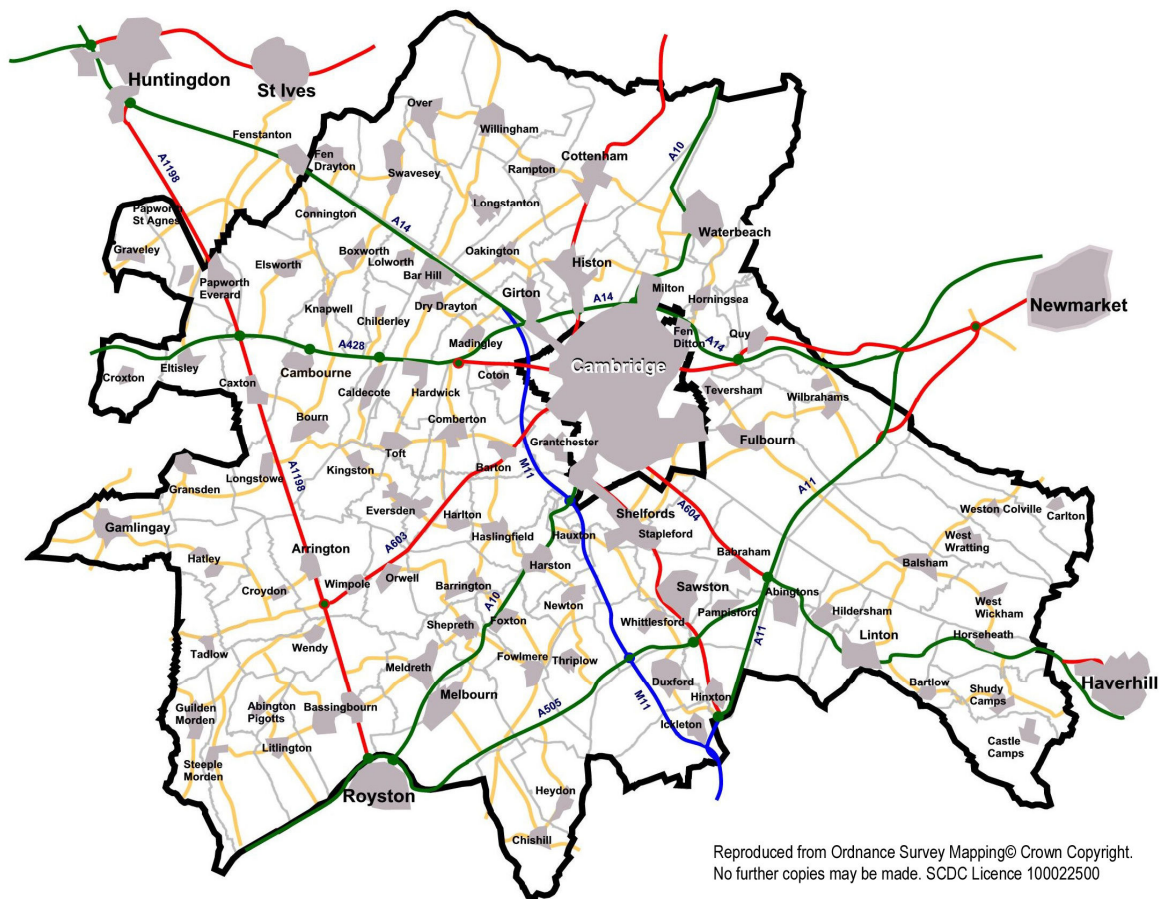 Huntingdon
St Ives
Over
Willingham
Fenstanton
Fen
Drayton
Cottenham
A10
A1198
Swavesey
Rampton
Papworth
St Agnes
Connington
A14
Longstanton
Waterbeach
Graveley
Boxworth
Lolworth
Oakington
Elsworth
Bar Hill
Histon
Papworth
Everard
Girton
Milton
Horningsea
Newmarket
Knapwell
Childerley
Dry Drayton
A14
Fen
Ditton
Quy
A14
A428
Madingley
Croxton
Eltisley
Cambourne
Coton
Cambridge
Caxton
Caldecote
Hardwick
Teversham
Wilbrahams
Bourn
Comberton
Grantchester
Fulbourn
Toft
Barton
M11
Longstowe
A1198
Kingston
Gransden
A11
Eversden
Harlton
Shelfords
A604
Weston Colville
Carlton
Gamlingay
Haslingfield
Hauxton
Stapleford
West
Wratting
Arrington
A603
Babraham
Hatley
Harston
Balsham
Croydon
Wimpole
Orwell
Barrington
Sawston
Abingtons
A10
Newton
Pampisford
Hildersham
West
Wickham
Shepreth
Foxton
Whittlesford
A11
Linton
Horseheath
Tadlow
Wendy
Meldreth
Fowlmere
Thriplow
Melbourn
Duxford
Hinxton
Bartlow
Shudy
Camps
Haverhill
Guilden
Morden
Abington
Pigotts
Bassingbourn
A505
M11
Ickleton
Litlington
Castle
Camps
Steeple
Morden
Royston
Heydon
Chishill
Reproduced from Ordnance Survey Mapping© Crown Copyright.
No further copies may be made. SCDC Licence 100022500